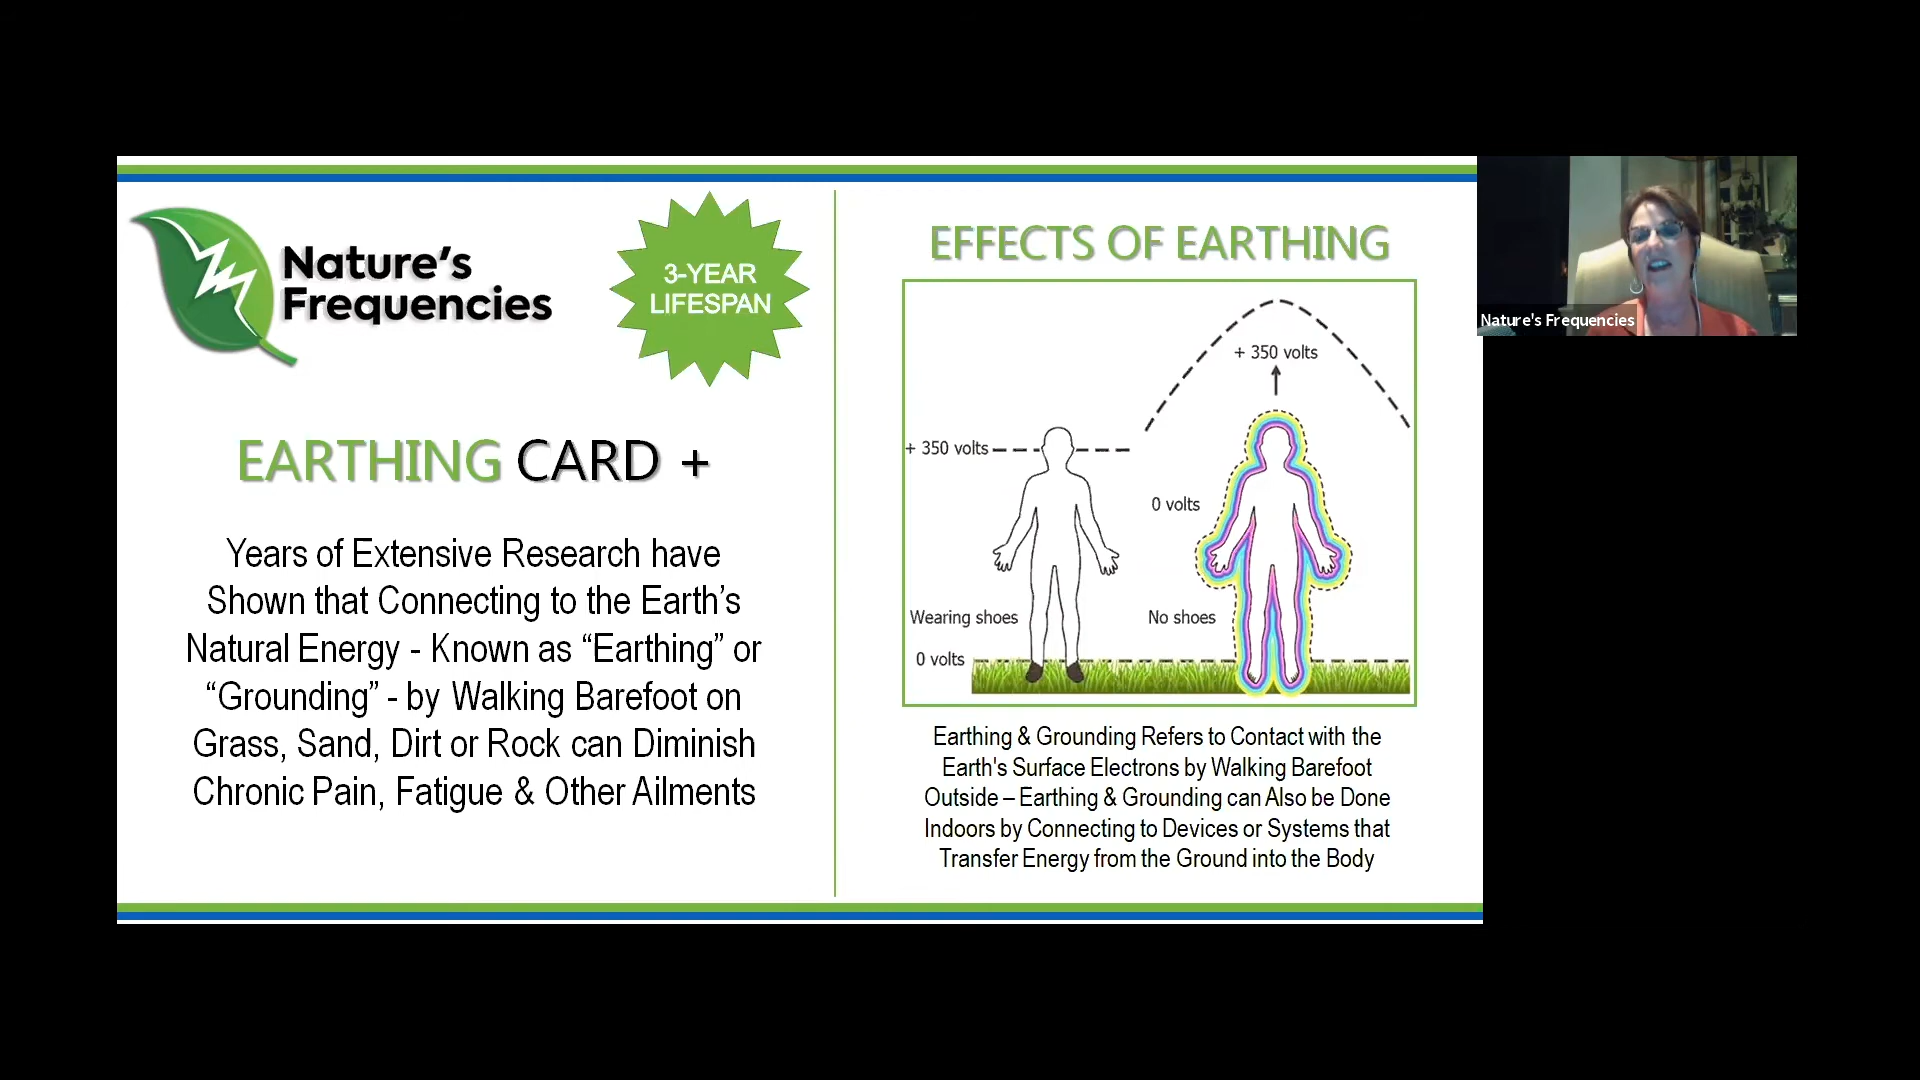 Nature's
Frequencies
3-YEAR
LIFESPAN
EARTHING CARD +
Years of Extensive Research have
Shown that Connecting to the Earth’s
Natural Energy - Known as “Earthing” or
“Grounding” - by Walking Barefoot on
Grass, Sand, Dirt or Rock can Diminish
Chronic Pain, Fatigue & Other Ailments
EFFECTS OF EARTHING
+ 350 volts
+ 350 volts
0 volts
Wearing shoes
No shoes
0 volts
Earthing & Grounding Refers to Contact with the
Earth's Surface Electrons by Walking Barefoot
Outside – Earthing & Grounding can Also be Done
Indoors by Connecting to Devices or Systems that
Transfer Energy from the Ground into the Body
Nature's Frequencies